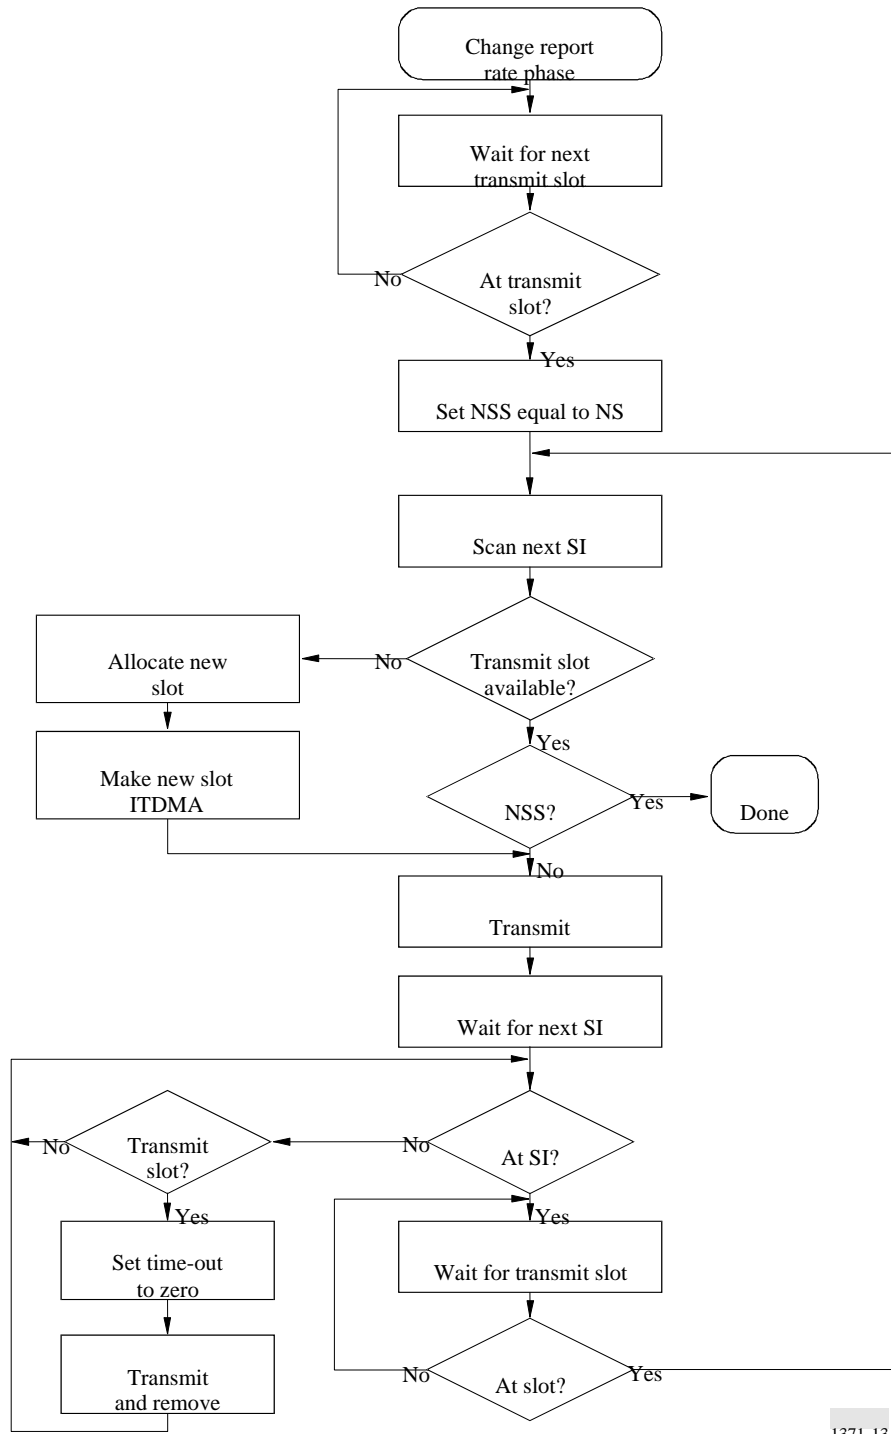 Change report
rate phase
Wait for next
transmit slot
No
At transmit
slot?
Yes
Set NSS equal to NS
Scan next SI
Allocate new
slot
No
Transmit slot
available?
Yes
Make new slot
ITDMA
NSS?
Yes
Done
No
Transmit
Wait for next SI
No
Transmit
slot?
No
At SI?
Yes
Yes
Set time-out
to zero
Wait for transmit slot
Transmit
and remove
No
At slot?
Yes
1371-13